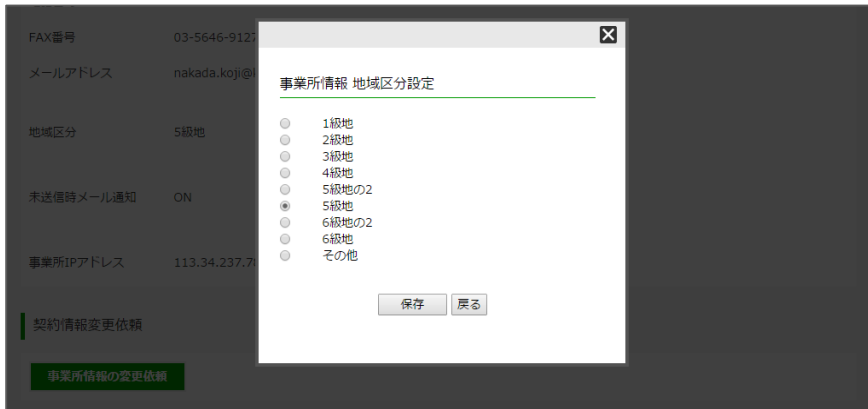 FAX番号 03-5646-9127
メールアドレス nakada.koji@
地域区分 5級地
未送信時メール通知 ON
事業所IPアドレス 113.34.237.78
契約情報変更依頼
事業所情報の変更依頼
事業所情報 地域区分設定
1級地
2級地
3級地
4級地
5級地の2
5級地
6級地の2
6級地
その他
保存 戻る